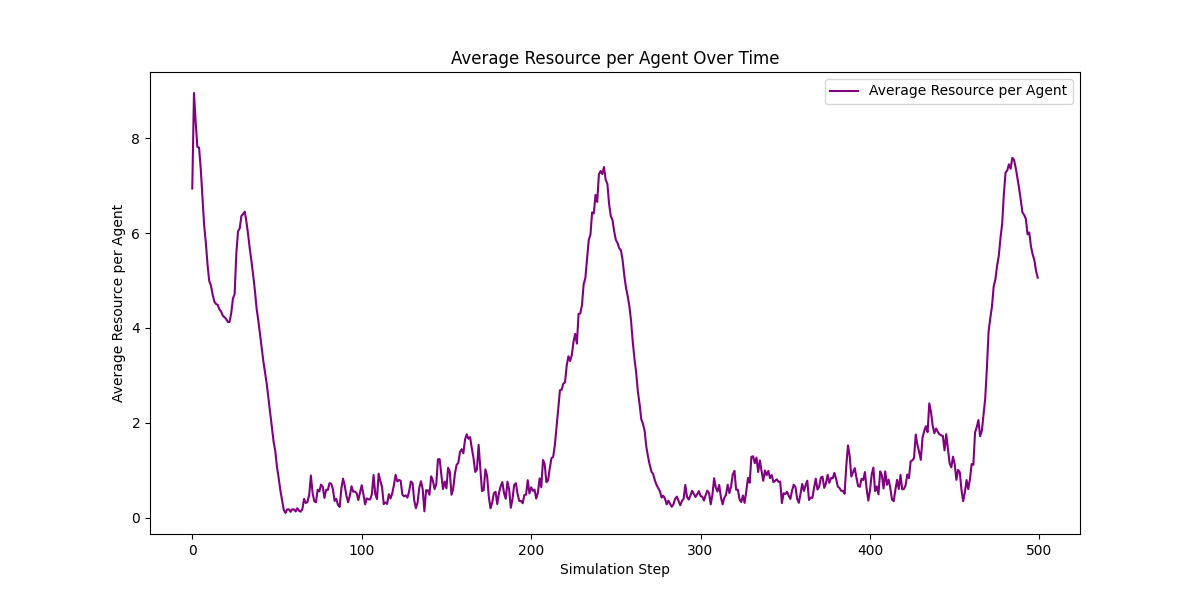 Average Resource per Agent Over Time
Average Resource per Agent
8
6
4
2
0
Average Resource per Agent
0 100 200 300 400 500
Simulation Step